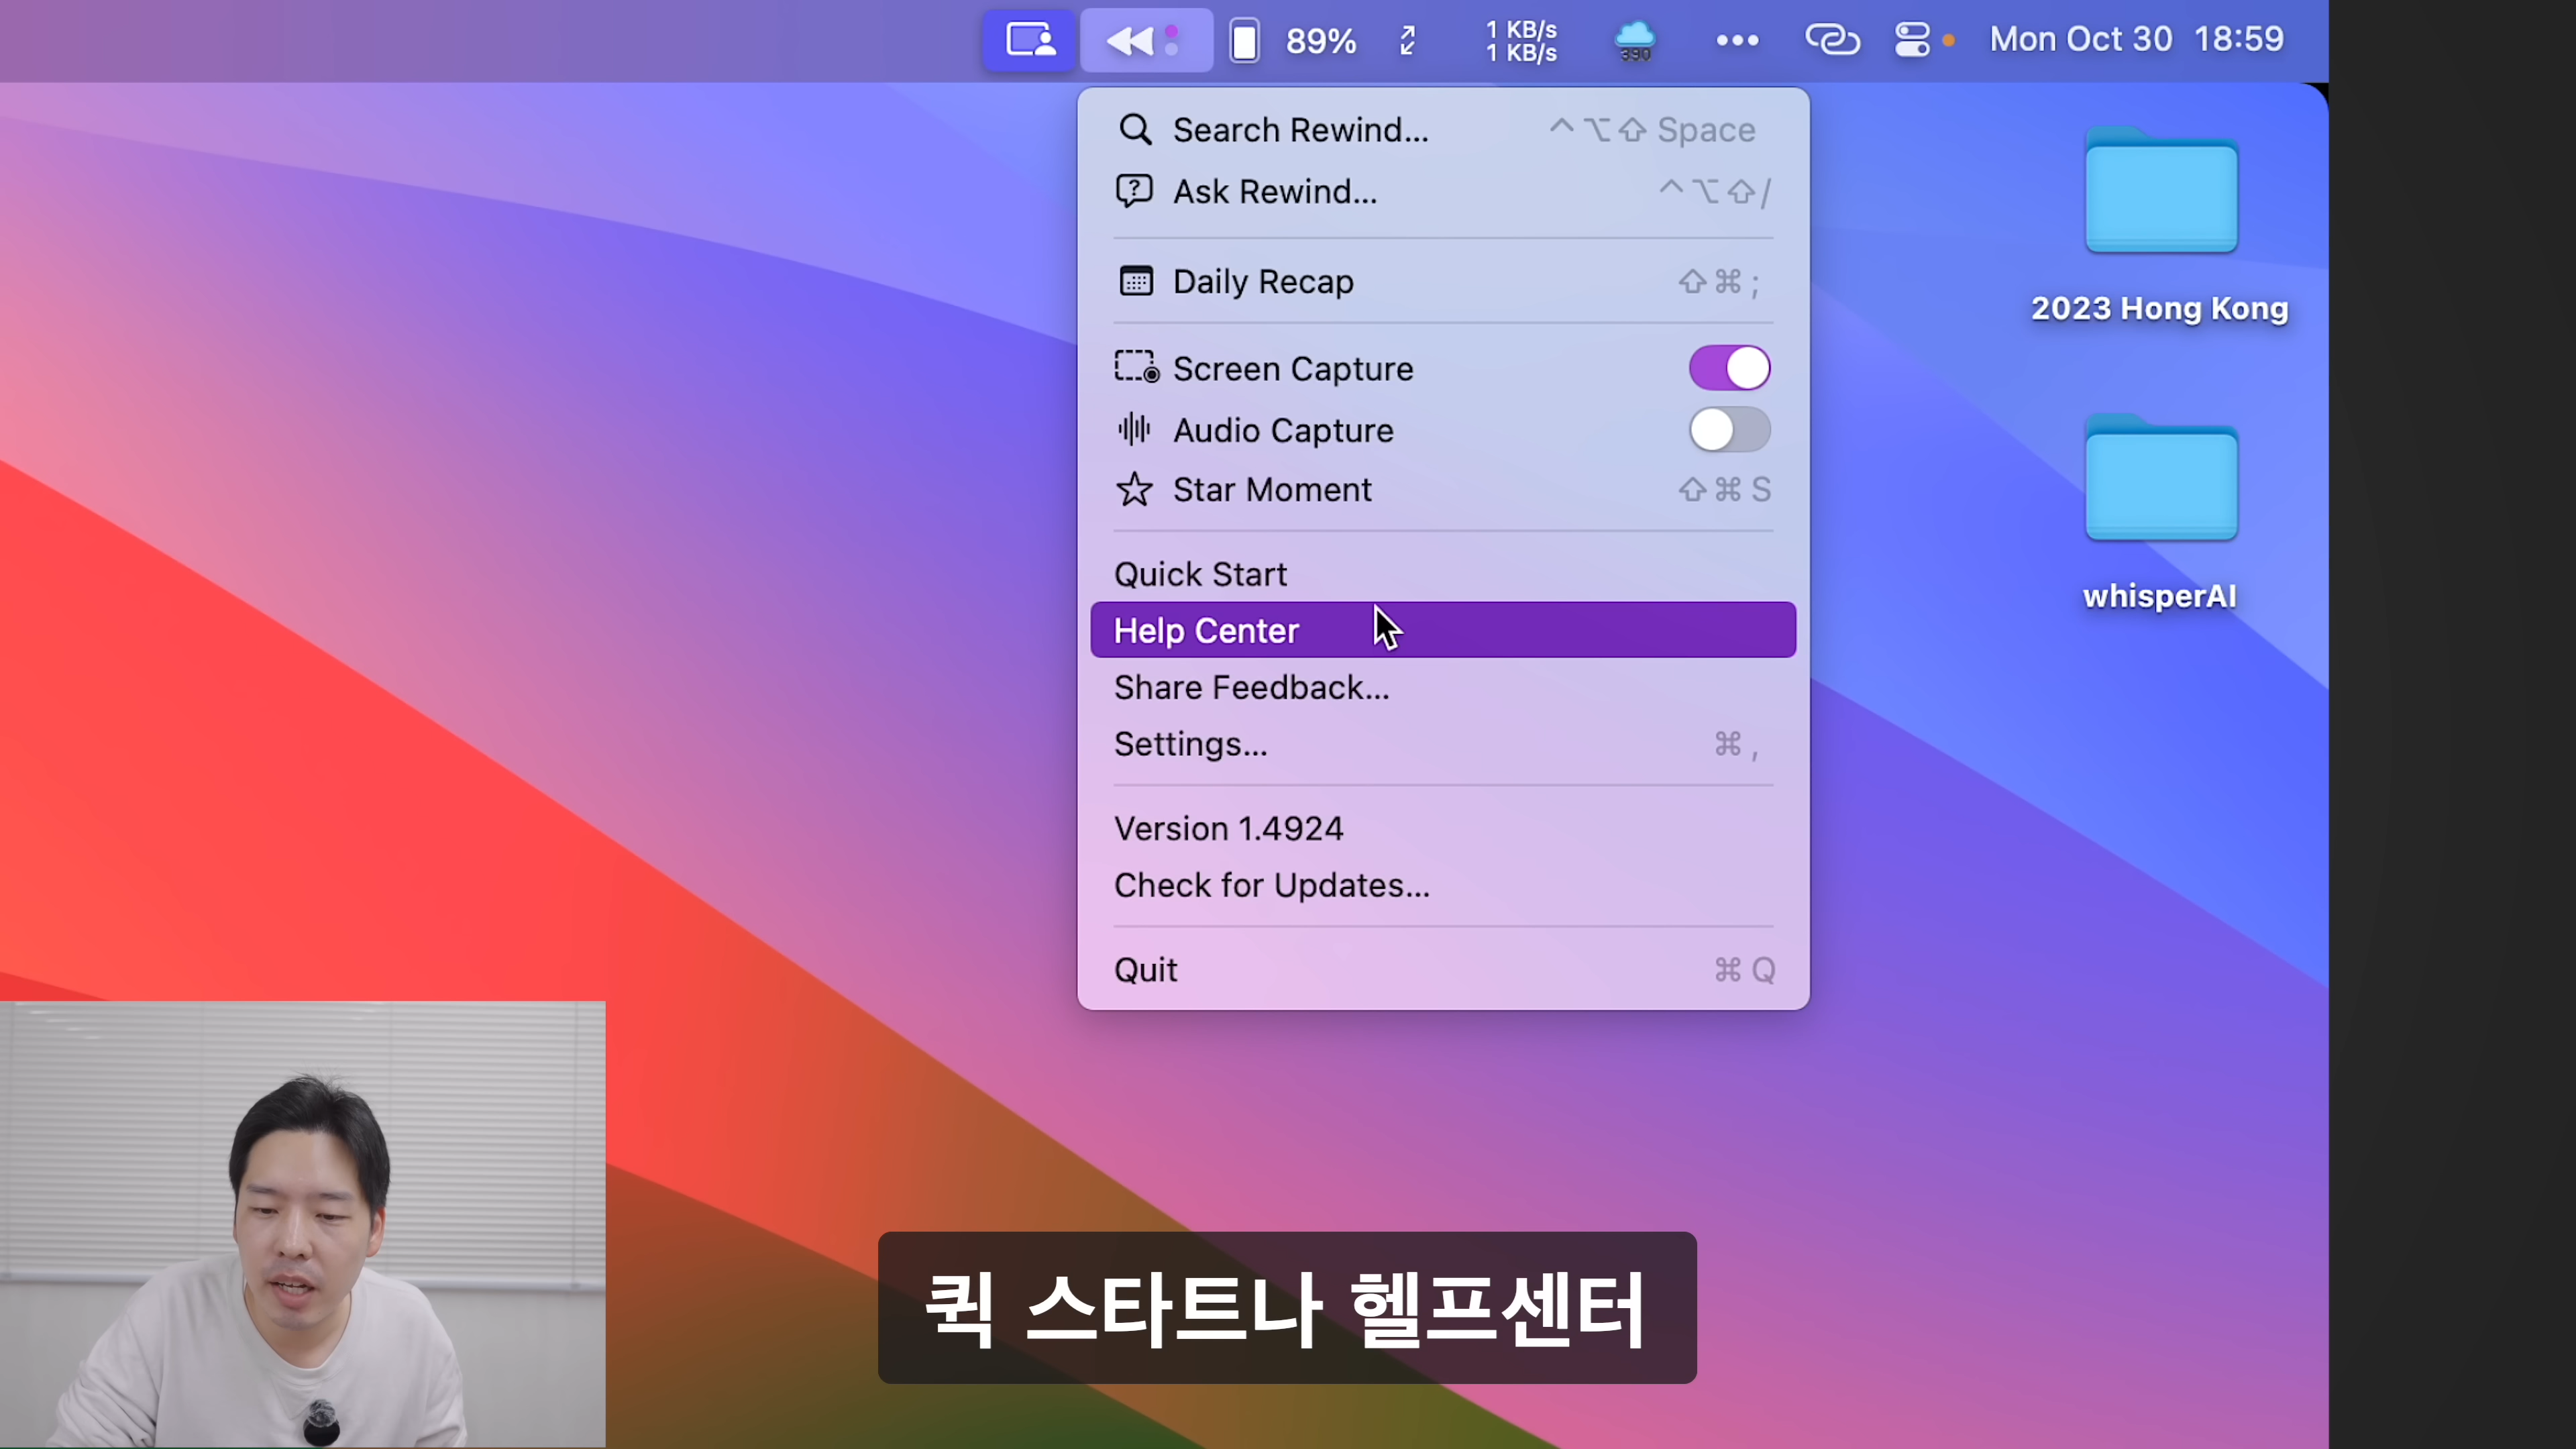 89%
1 KB/s
1 KB/s
390
Mon Oct 30 18:59
Search Rewind... ^⌥⇧ Space
Ask Rewind... ^⌥⇧/
Daily Recap ⇧⌘;
Screen Capture
Audio Capture
Star Moment ⇧⌘S
Quick Start
Help Center
Share Feedback...
Settings... ⌘,
Version 1.4924
Check for Updates...
Quit ⌘Q
2023 Hong Kong
whisperAI
퀵 스타트나 헬프센터